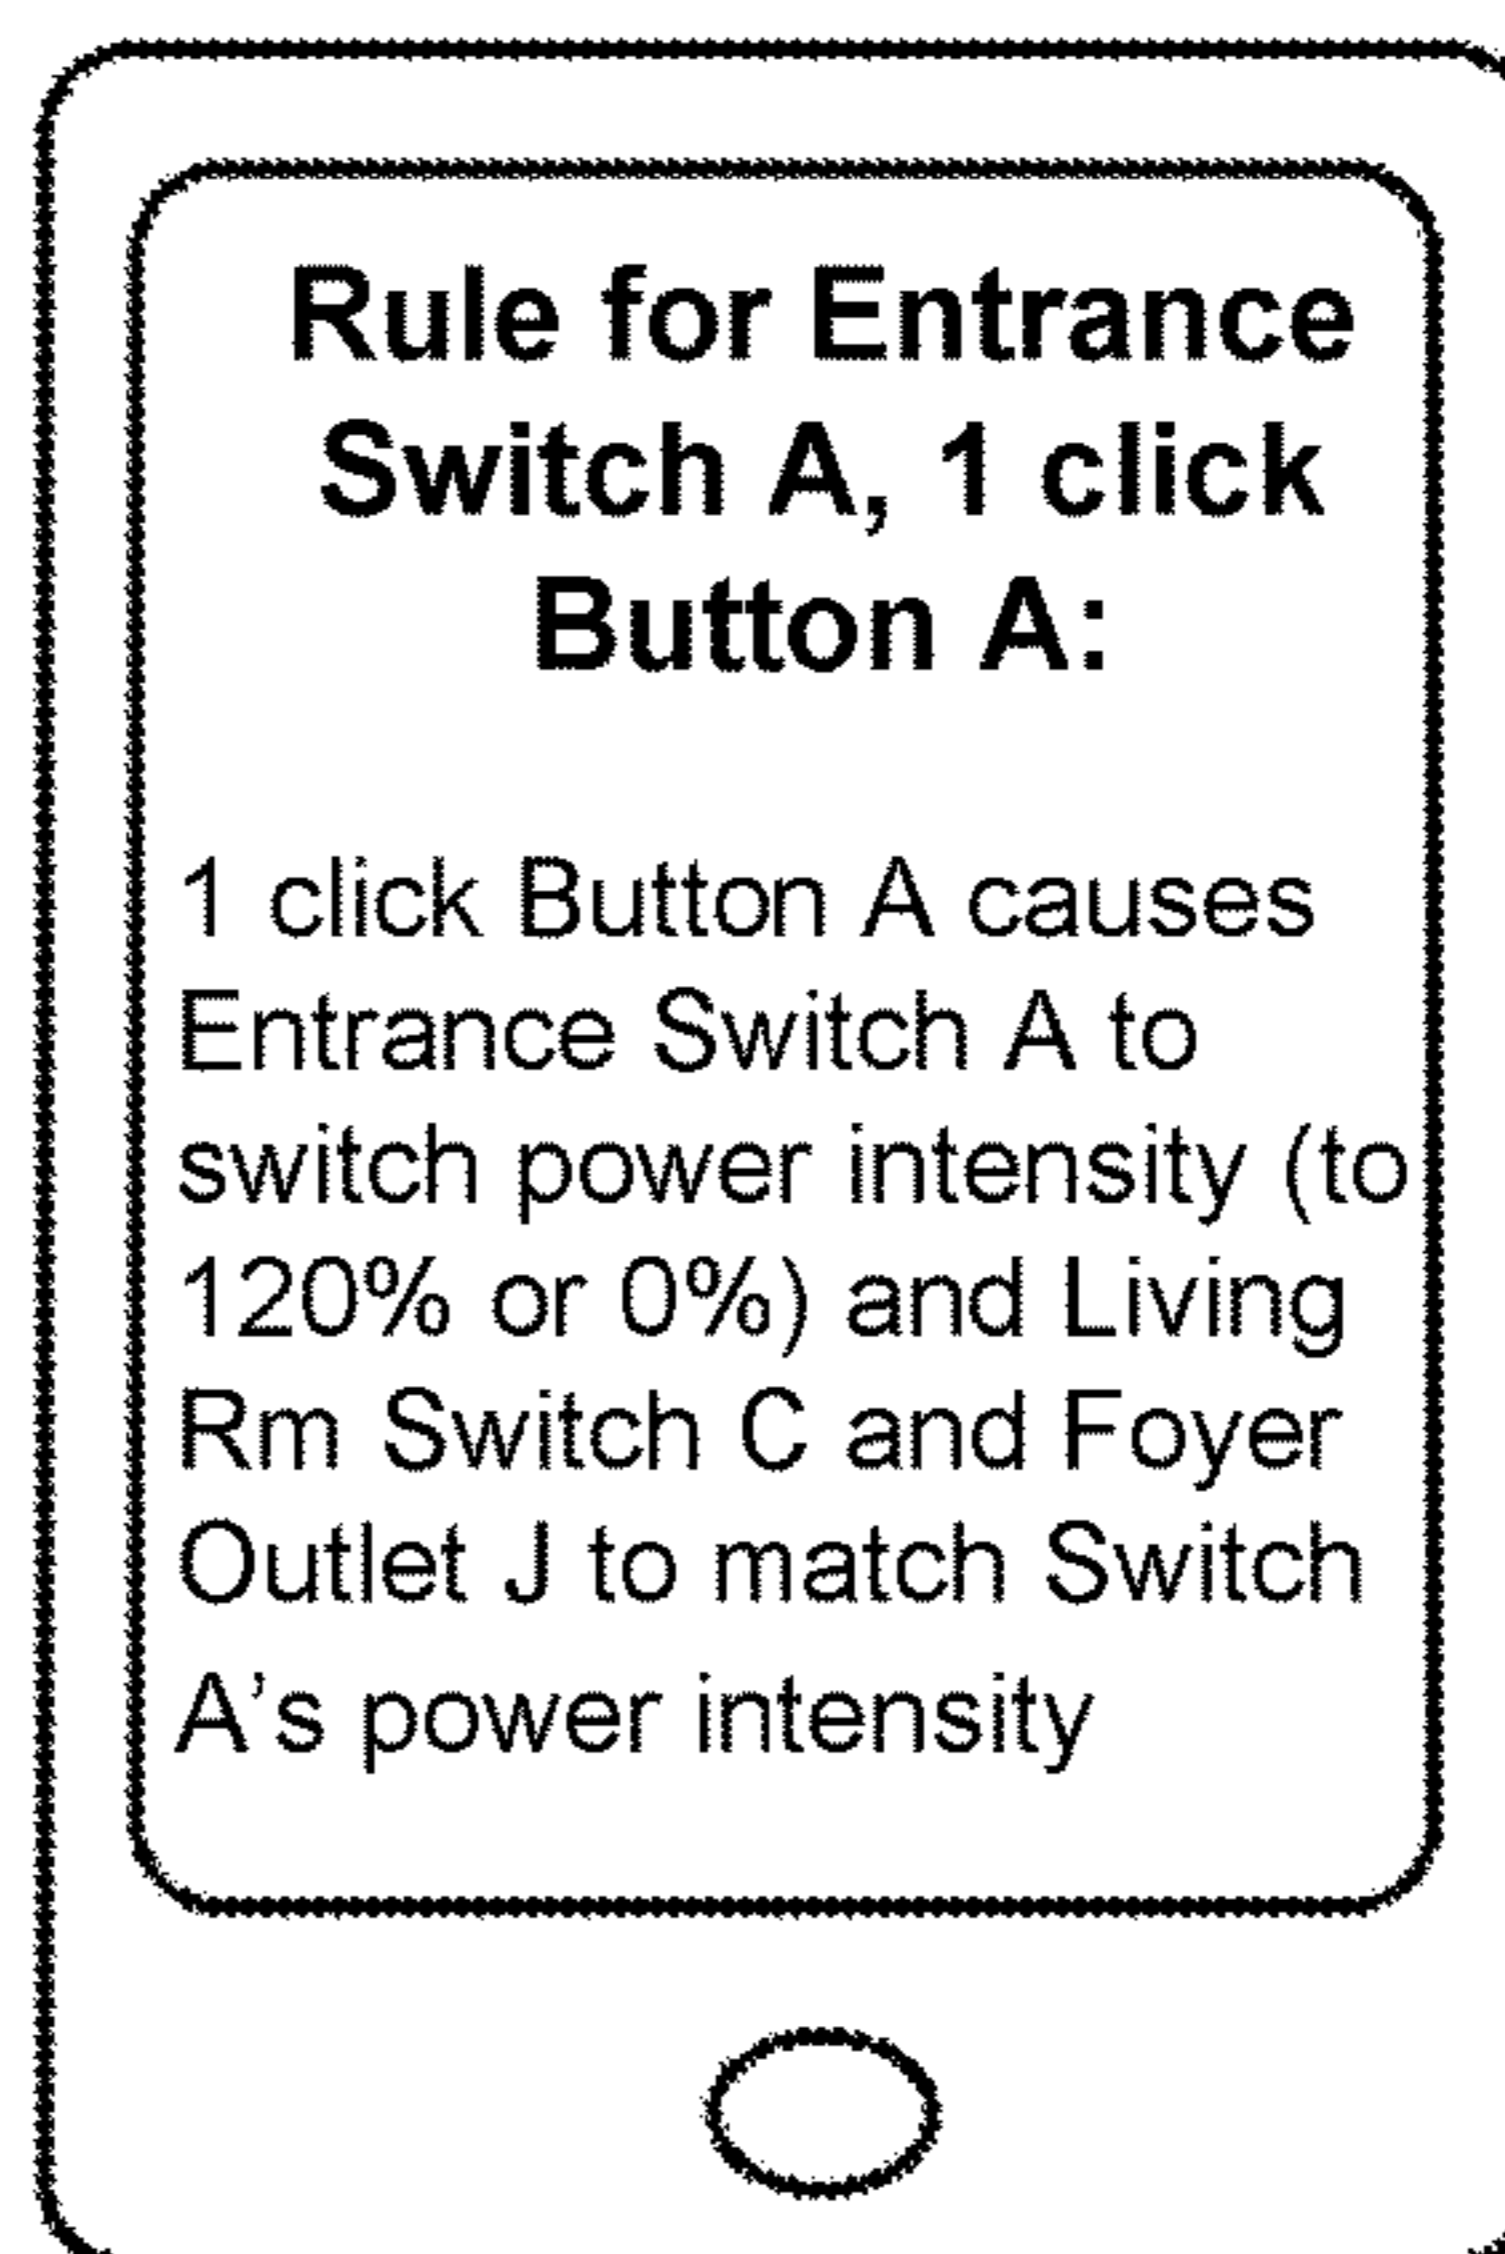 Rule for Entrance
Switch A, 1 click
Button A:
1 click Button A causes
Entrance Switch A to
switch power intensity (to
120% or 0%) and Living
Rm Switch C and Foyer
Outlet J to match Switch
A’s power intensity